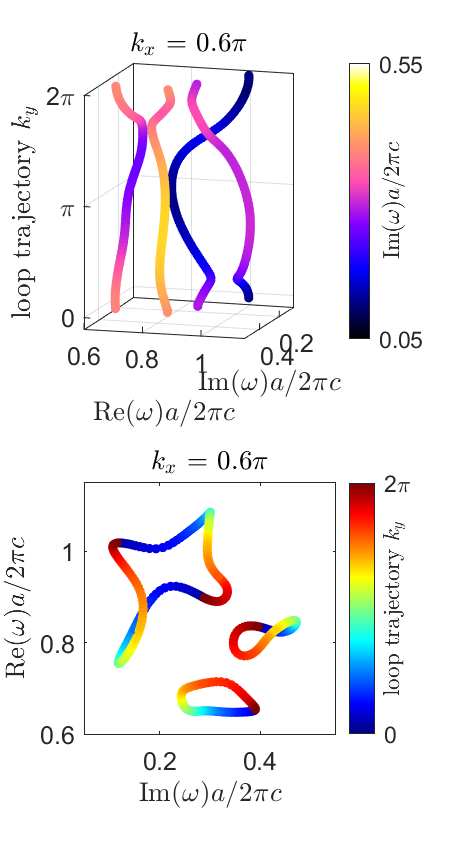 k_x = 0.6π
2π
π
0
loop trajectory k_y
0.6
0.8
1
0.4
0.2
Im(ω)a/2πc
Re(ω)a/2πc
0.55
0.05
Im(ω)a/2πc
k_x = 0.6π
1
0.8
0.6
Re(ω)a/2πc
0.2
0.4
Im(ω)a/2πc
2π
0
loop trajectory k_y